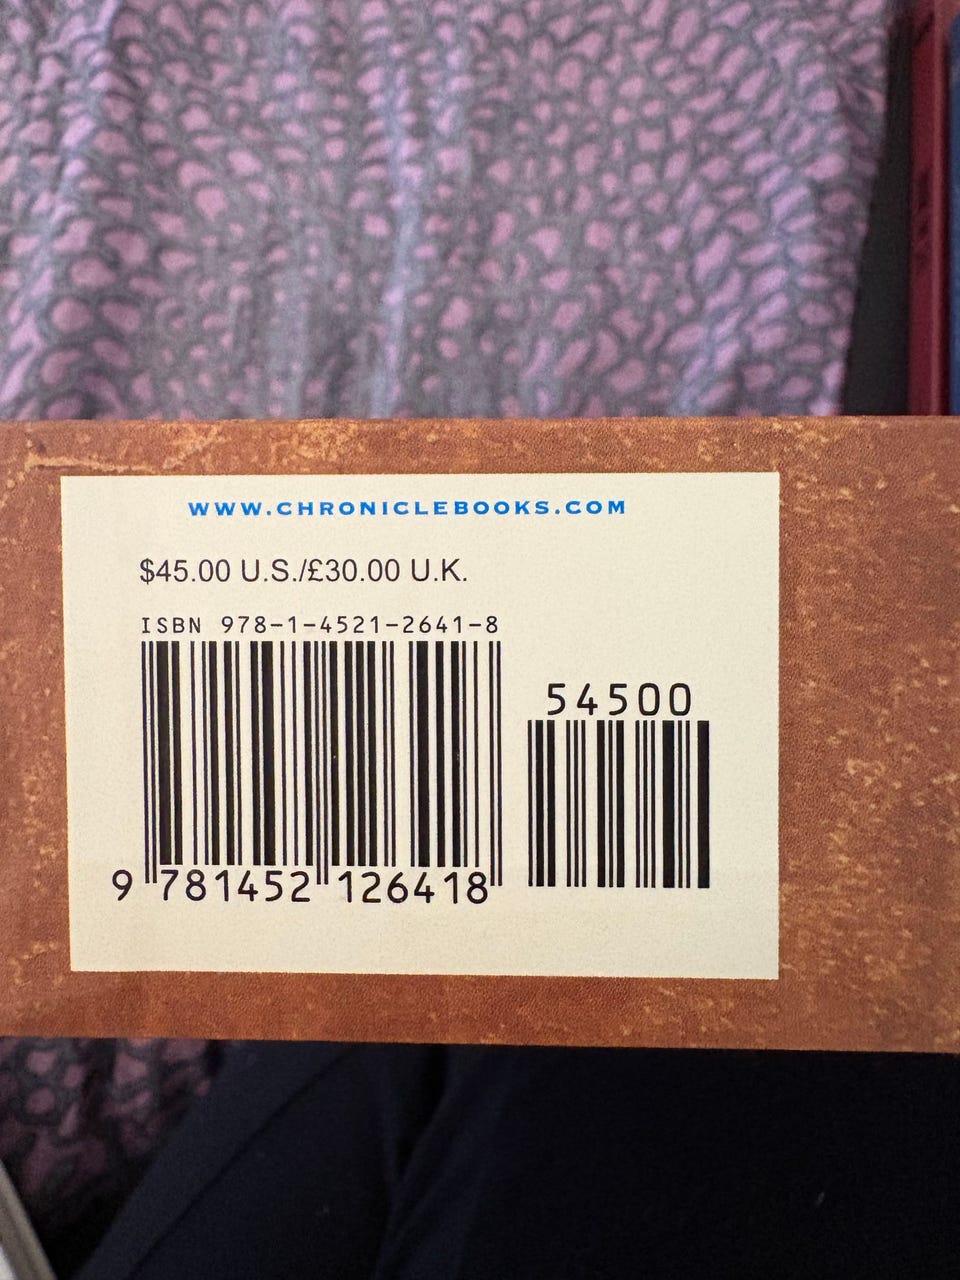 WWW.CHRONICLEBOOKS.COM
$45.00 U.S./£30.00 U.K.
ISBN 978-1-4521-2641-8
54500
9 781452 126418